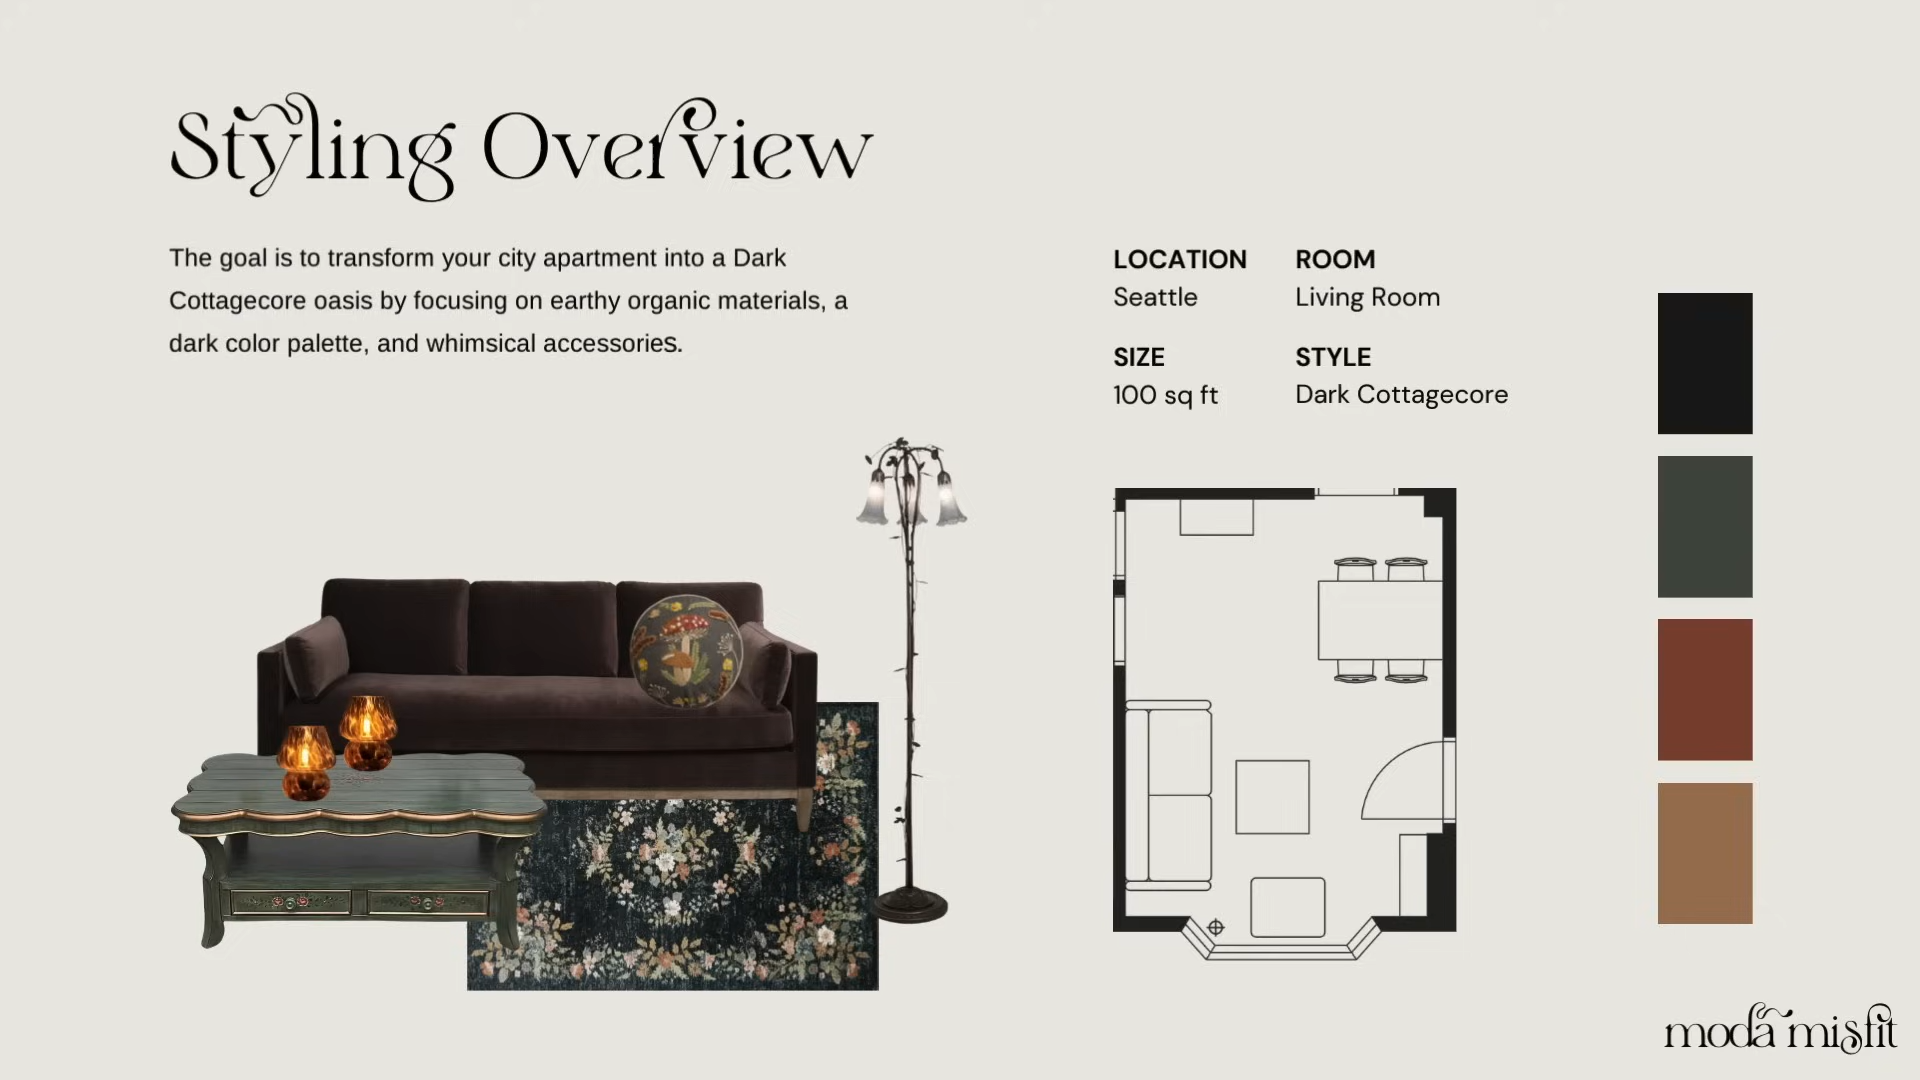 Styling Overview
The goal is to transform your city apartment into a Dark
Cottagecore oasis by focusing on earthy organic materials, a
dark color palette, and whimsical accessories.
LOCATION
Seattle
ROOM
Living Room
SIZE
100 sq ft
STYLE
Dark Cottagecore
moda misfit